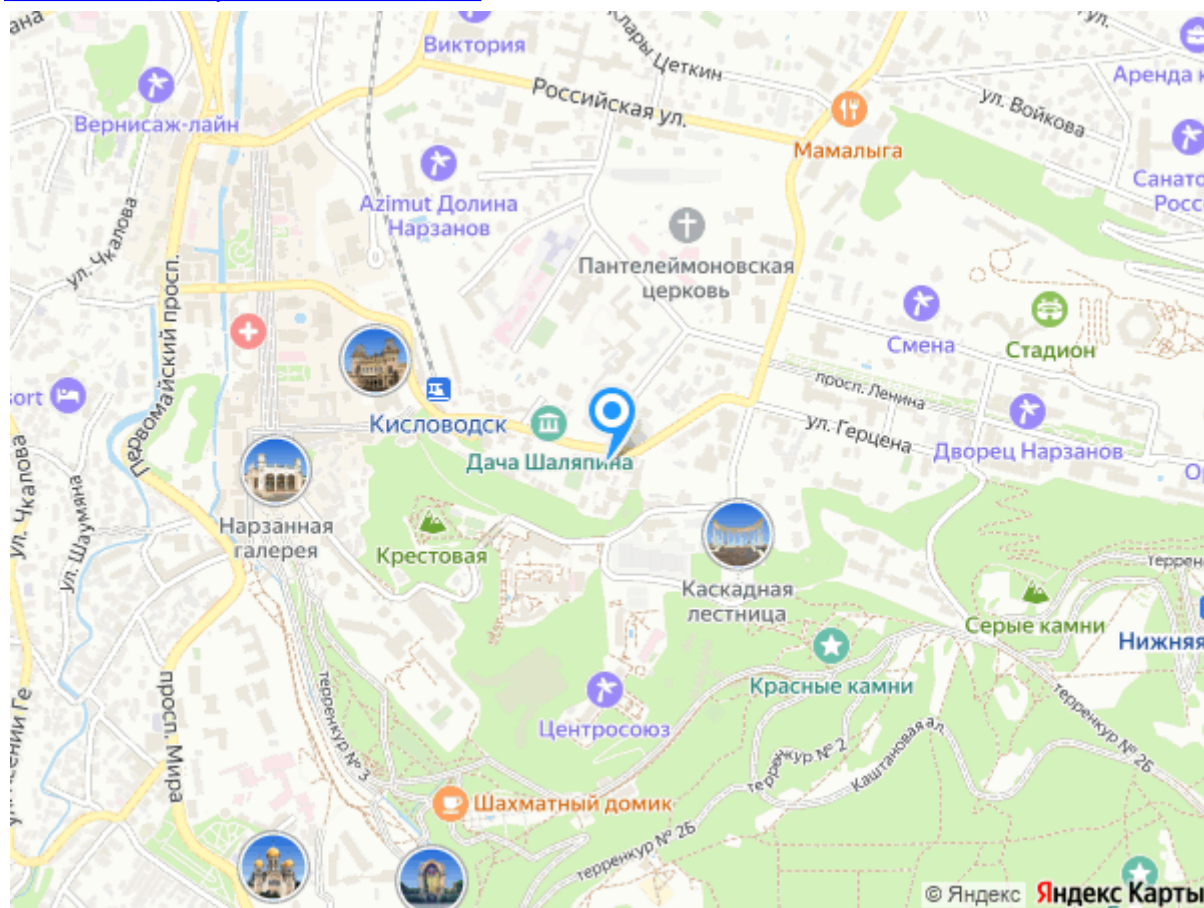 Виктория
Клары Цеткин
ул.
Аренда к
Российская ул.
ул. Войкова
Вернисаж-лайн
Мамалыга
Azimut Долина
Нарзанов
Санато
Росс
ул. Чкалова
Пантелеймоновская
церковь
Первомайский просп.
Смена
Стадион
sort
Кисловодск
просп. Ленина
ул. Герцена
Дача Шаляпина
Дворец Нарзанов
Ул. Чкалова
ул. Шаумяна
Нарзанная
галерея
Крестовая
Каскадная
лестница
терренк
Серые камни
Нижняя
Красные камни
Центросоюз
просп. Мира
терренкур № 3
терренкур № 2
Каштановая ал.
терренкур № 2Б
Шахматный домик
терренкур № 2Б
© Яндекс Яндекс Карты